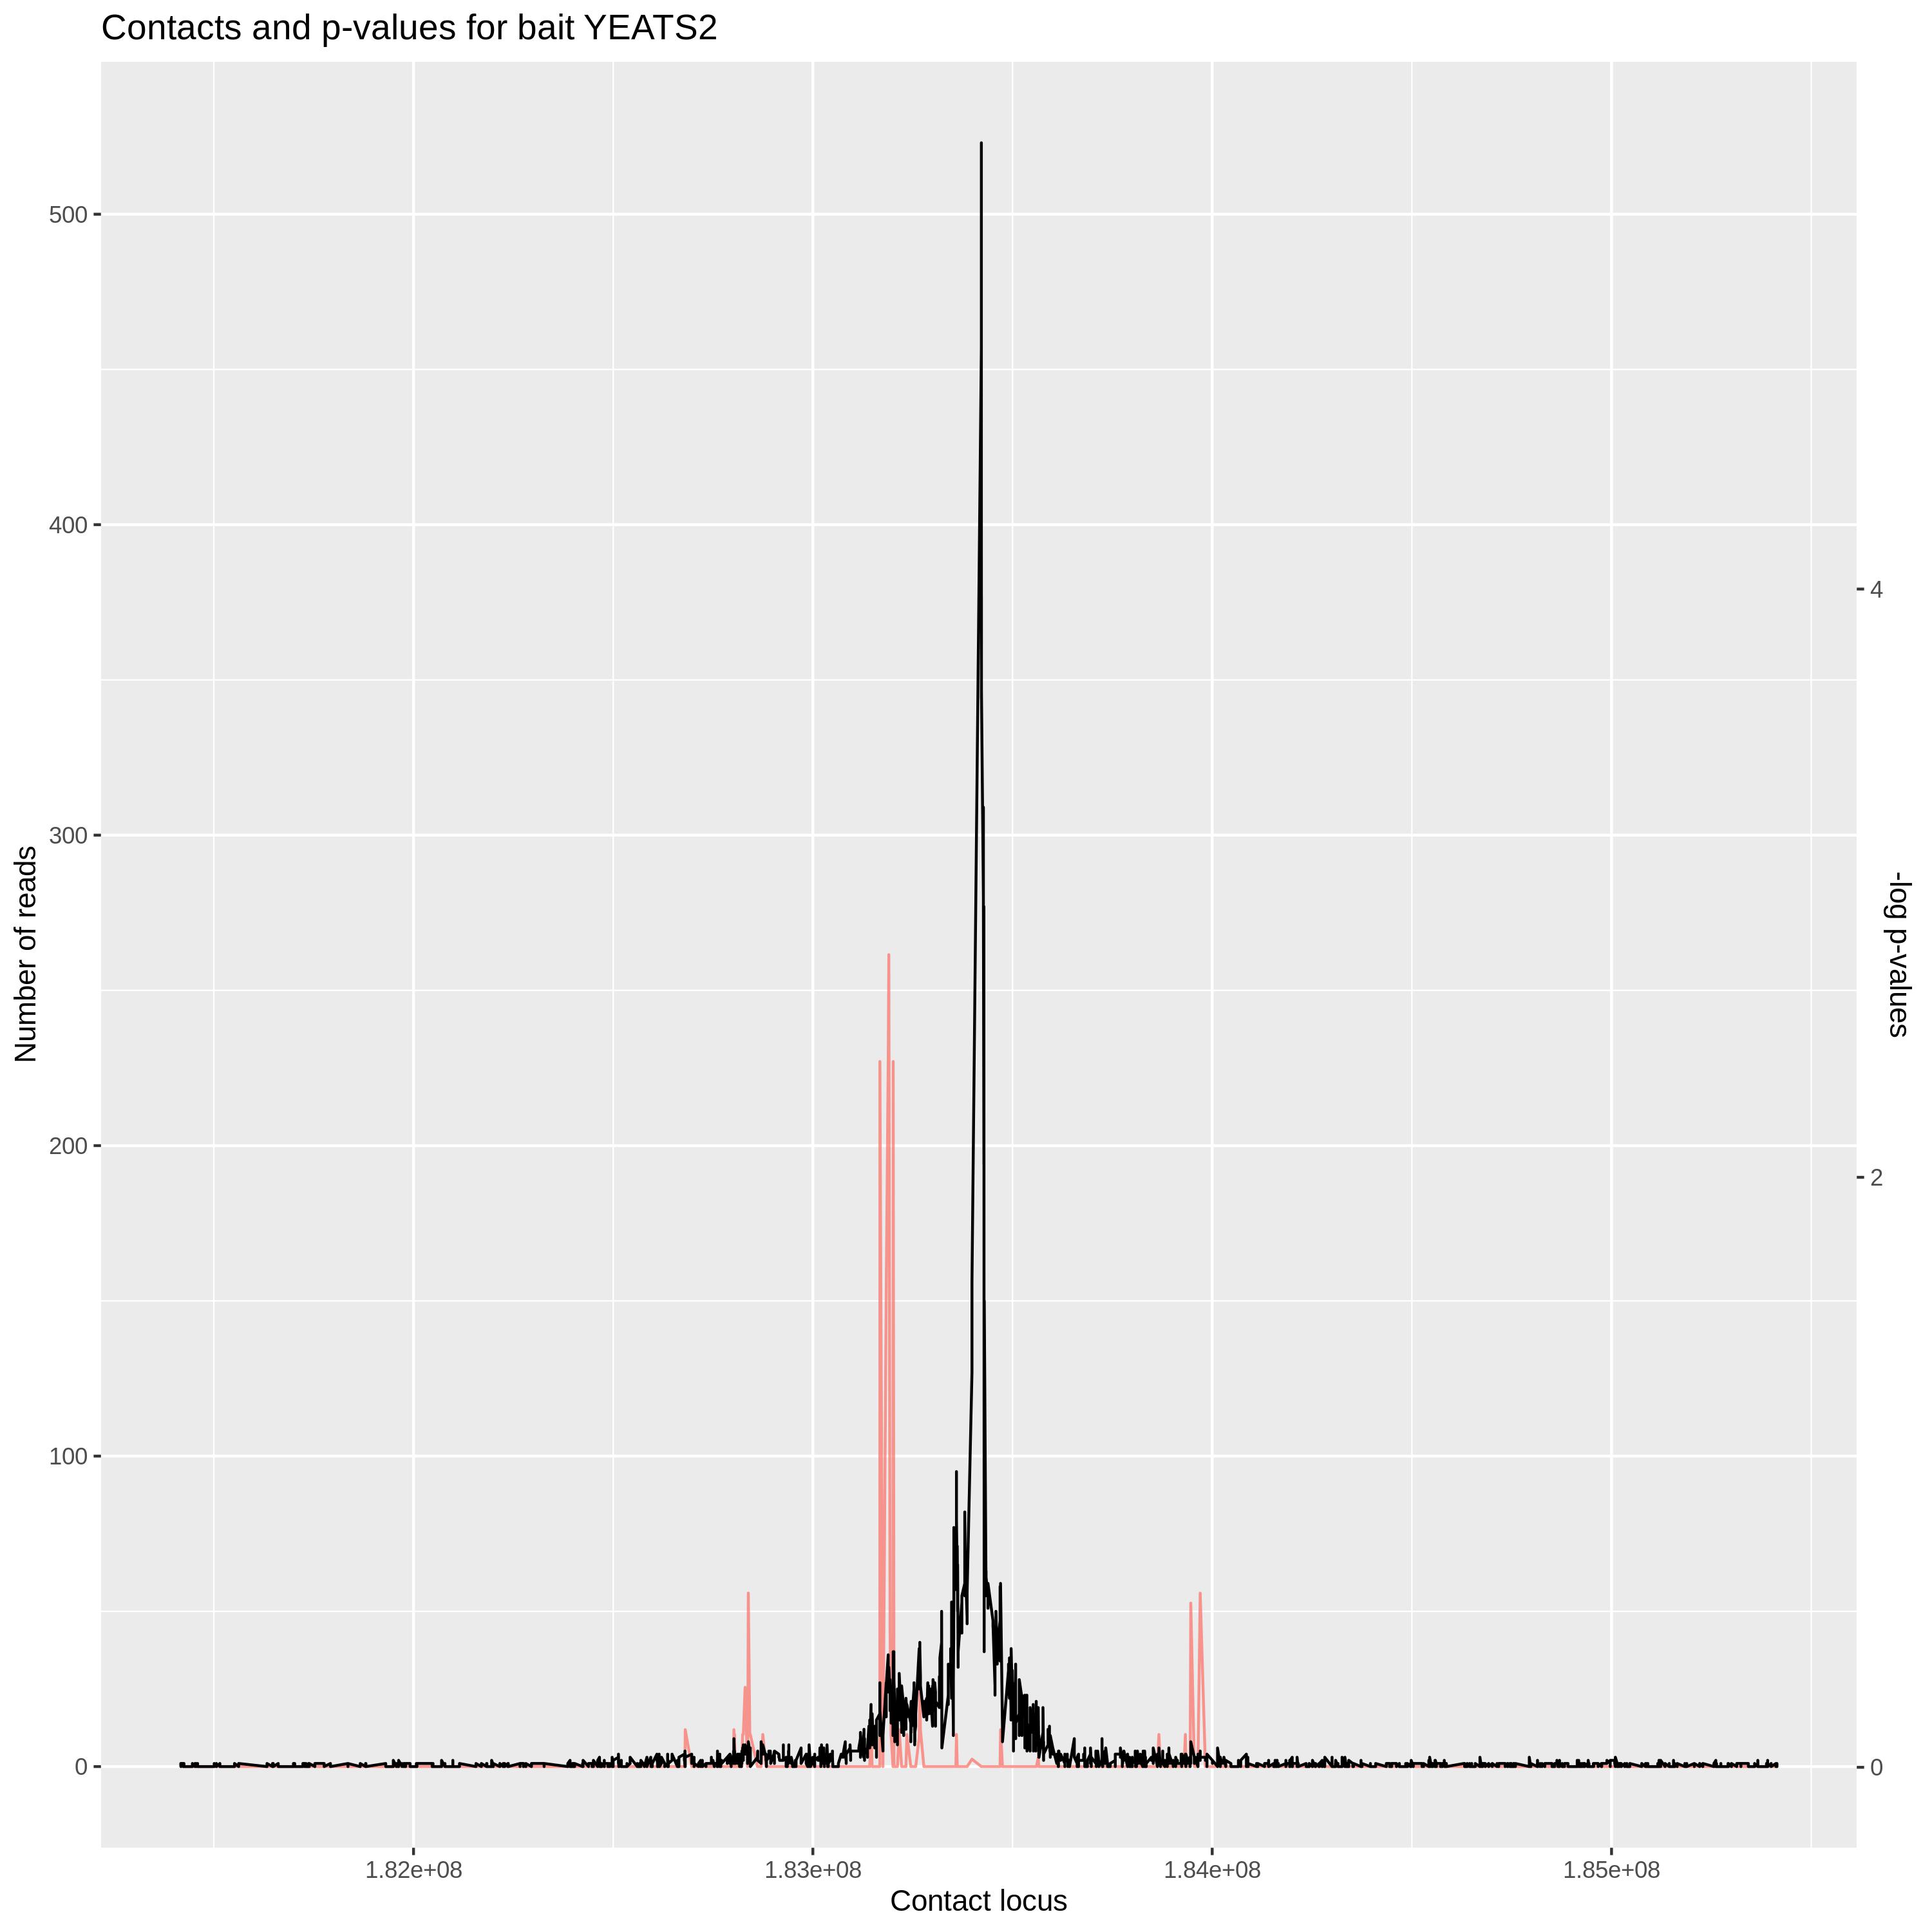 Contacts and p-values for bait YEATS2
Number of reads
500
400
300
200
100
0
4
2
0
-log p-values
1.82e+08
1.83e+08
1.84e+08
1.85e+08
Contact locus